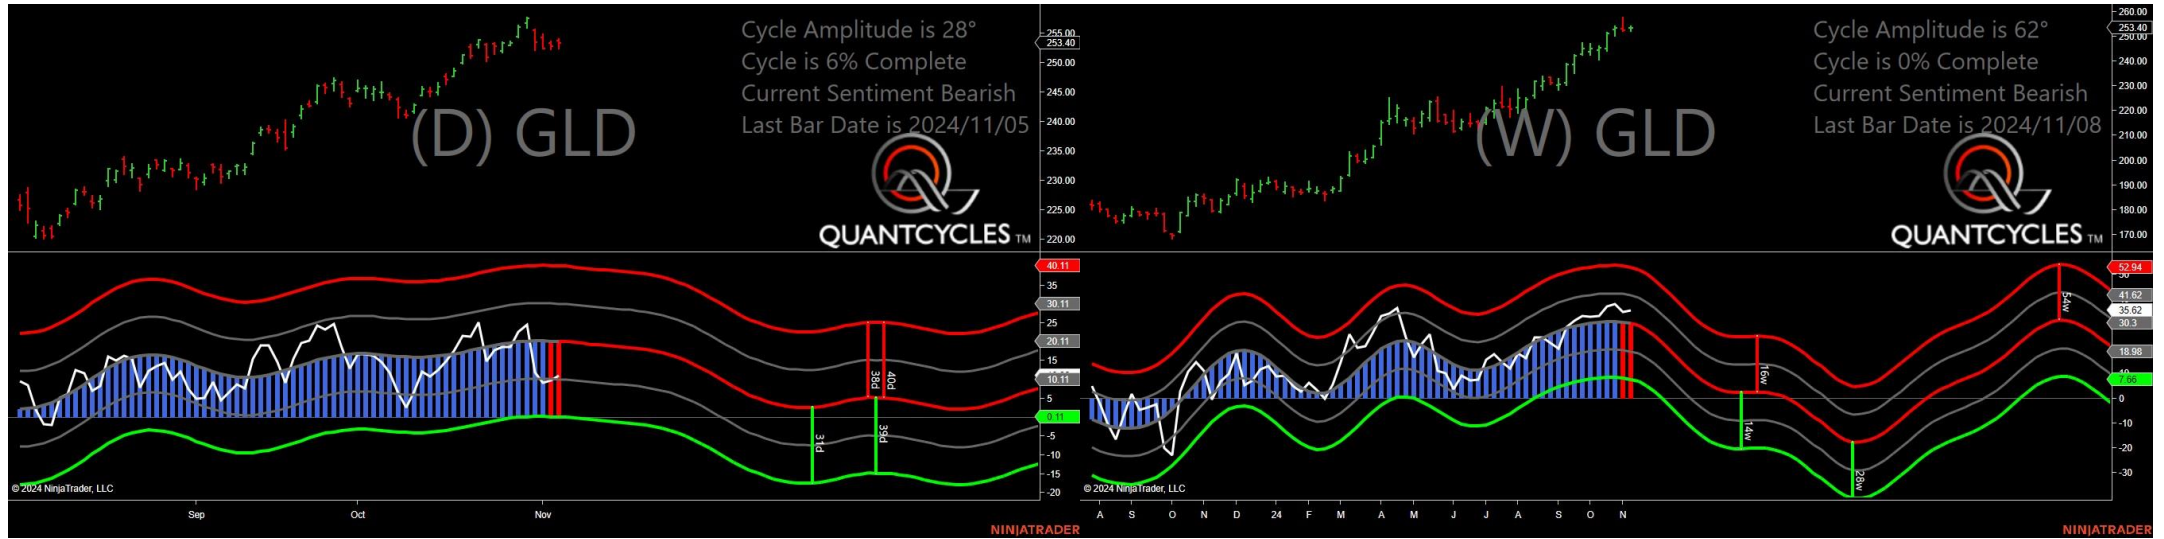 Cycle Amplitude is 28°
Cycle is 6% Complete
Current Sentiment Bearish
Last Bar Date is 2024/11/05
(D) GLD
QUANTCYCLES TM
255.00
253.40
250.00
245.00
240.00
235.00
230.00
225.00
220.00
40.11
35
30.11
25
20.11
15
10.11
5
0.11
-5
-10
-15
-20
31d
38d
40d
39d
© 2024 NinjaTrader, LLC
Sep Oct Nov
NINJATRADER
Cycle Amplitude is 62°
Cycle is 0% Complete
Current Sentiment Bearish
Last Bar Date is 2024/11/08
(W) GLD
QUANTCYCLES TM
260.00
253.40
250.00
240.00
230.00
220.00
210.00
200.00
190.00
180.00
170.00
52.94
41.62
35.62
30.3
18.98
7.66
0
-10
-20
-30
16w
14w
28w
54w
© 2024 NinjaTrader, LLC
A S O N D 24 F M A M J J A S O N
NINJATRADER